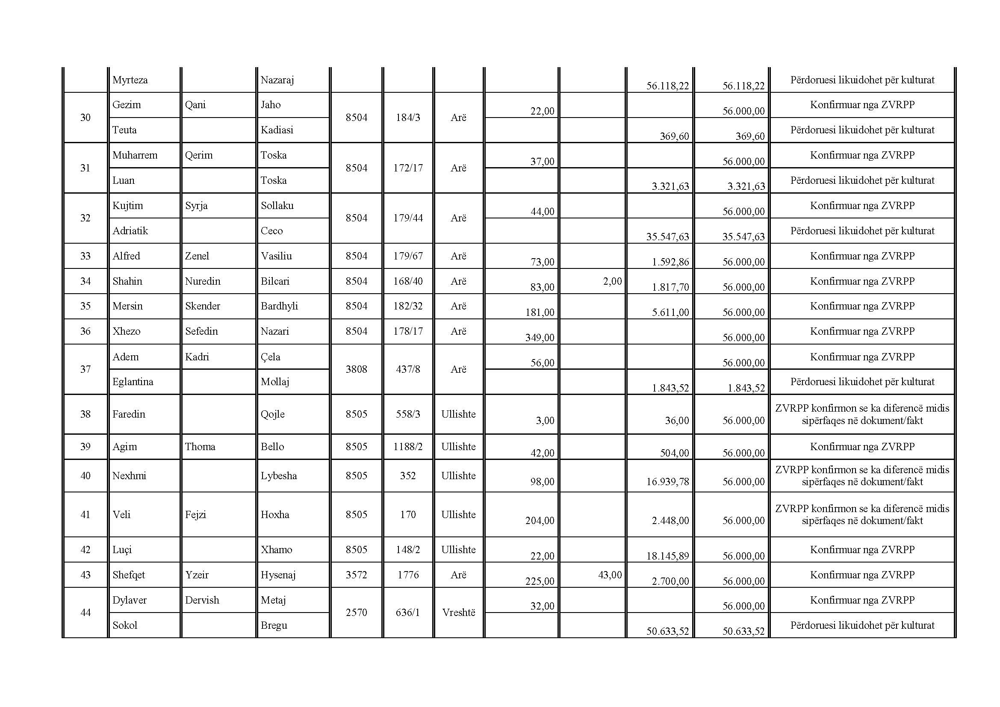 Myrteza Nazaraj 56.118,22 56.118,22 Përdoruesi likuidohet për kulturat
30 Gezim Qani Jaho 8504 184/3 Arë 22,00 56.000,00 Konfirmuar nga ZVRPP
Teuta Kadiasi 369,60 369,60 Përdoruesi likuidohet për kulturat
31 Muharrem Qerim Toska 8504 172/17 Arë 37,00 56.000,00 Konfirmuar nga ZVRPP
Luan Toska 3.321,63 3.321,63 Përdoruesi likuidohet për kulturat
32 Kujtim Syrja Sollaku 8504 179/44 Arë 44,00 56.000,00 Konfirmuar nga ZVRPP
Adriatik Ceco 35.547,63 35.547,63 Përdoruesi likuidohet për kulturat
33 Alfred Zenel Vasiliu 8504 179/67 Arë 73,00 1.592,86 56.000,00 Konfirmuar nga ZVRPP
34 Shahin Nuredin Bilcari 8504 168/40 Arë 83,00 2,00 1.817,70 56.000,00 Konfirmuar nga ZVRPP
35 Mersin Skender Bardhyli 8504 182/32 Arë 181,00 5.611,00 56.000,00 Konfirmuar nga ZVRPP
36 Xhezo Sefedin Nazari 8504 178/17 Arë 349,00 56.000,00 Konfirmuar nga ZVRPP
37 Adem Kadri Çela 3808 437/8 Arë 56,00 56.000,00 Konfirmuar nga ZVRPP
Eglantina Mollaj 1.843,52 1.843,52 Përdoruesi likuidohet për kulturat
38 Faredin Qojle 8505 558/3 Ullishte 3,00 36,00 56.000,00 ZVRPP konfirmon se ka diferencë midis
sipërfaqes në dokument/fakt
39 Agim Thoma Bello 8505 1188/2 Ullishte 42,00 504,00 56.000,00 Konfirmuar nga ZVRPP
40 Nexhmi Lybesha 8505 352 Ullishte 98,00 16.939,78 56.000,00 ZVRPP konfirmon se ka diferencë midis
sipërfaqes në dokument/fakt
41 Veli Fejzi Hoxha 8505 170 Ullishte 204,00 2.448,00 56.000,00 ZVRPP konfirmon se ka diferencë midis
sipërfaqes në dokument/fakt
42 Luçi Xhamo 8505 148/2 Ullishte 22,00 18.145,89 56.000,00 Konfirmuar nga ZVRPP
43 Shefqet Yzeir Hysenaj 3572 1776 Arë 225,00 43,00 2.700,00 56.000,00 Konfirmuar nga ZVRPP
44 Dylaver Dervish Metaj 2570 636/1 Vreshtë 32,00 56.000,00 Konfirmuar nga ZVRPP
Sokol Bregu 50.633,52 50.633,52 Përdoruesi likuidohet për kulturat